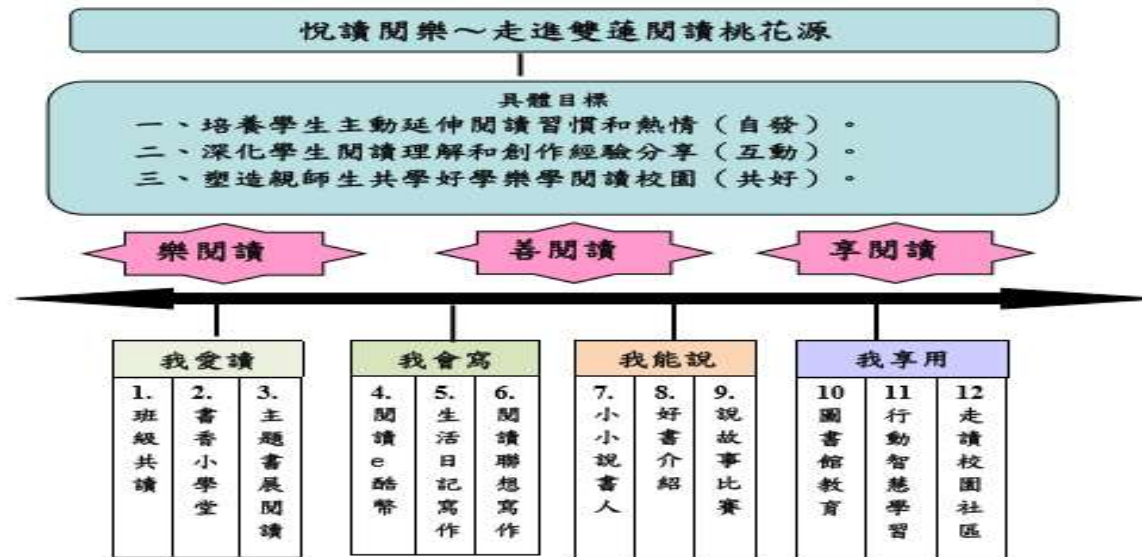 悅讀閱樂～走進雙蓮閱讀桃花源
具體目標
一、培養學生主動延伸閱讀習慣和熱情（自發）。
二、深化學生閱讀理解和創作經驗分享（互動）。
三、塑造親師生共學好學樂學閱讀校園（共好）。
樂閱讀
善閱讀
享閱讀
我愛讀
1.班級共讀
2.書香小學堂
3.主題書展閱讀
我會寫
4.閱讀e酷幣
5.生活日記寫作
6.閱讀聯想寫作
我能說
7.小小說書人
8.好書介紹
9.說故事比賽
我享用
10圖書館教育
11行動智慧學習
12走讀校園社區